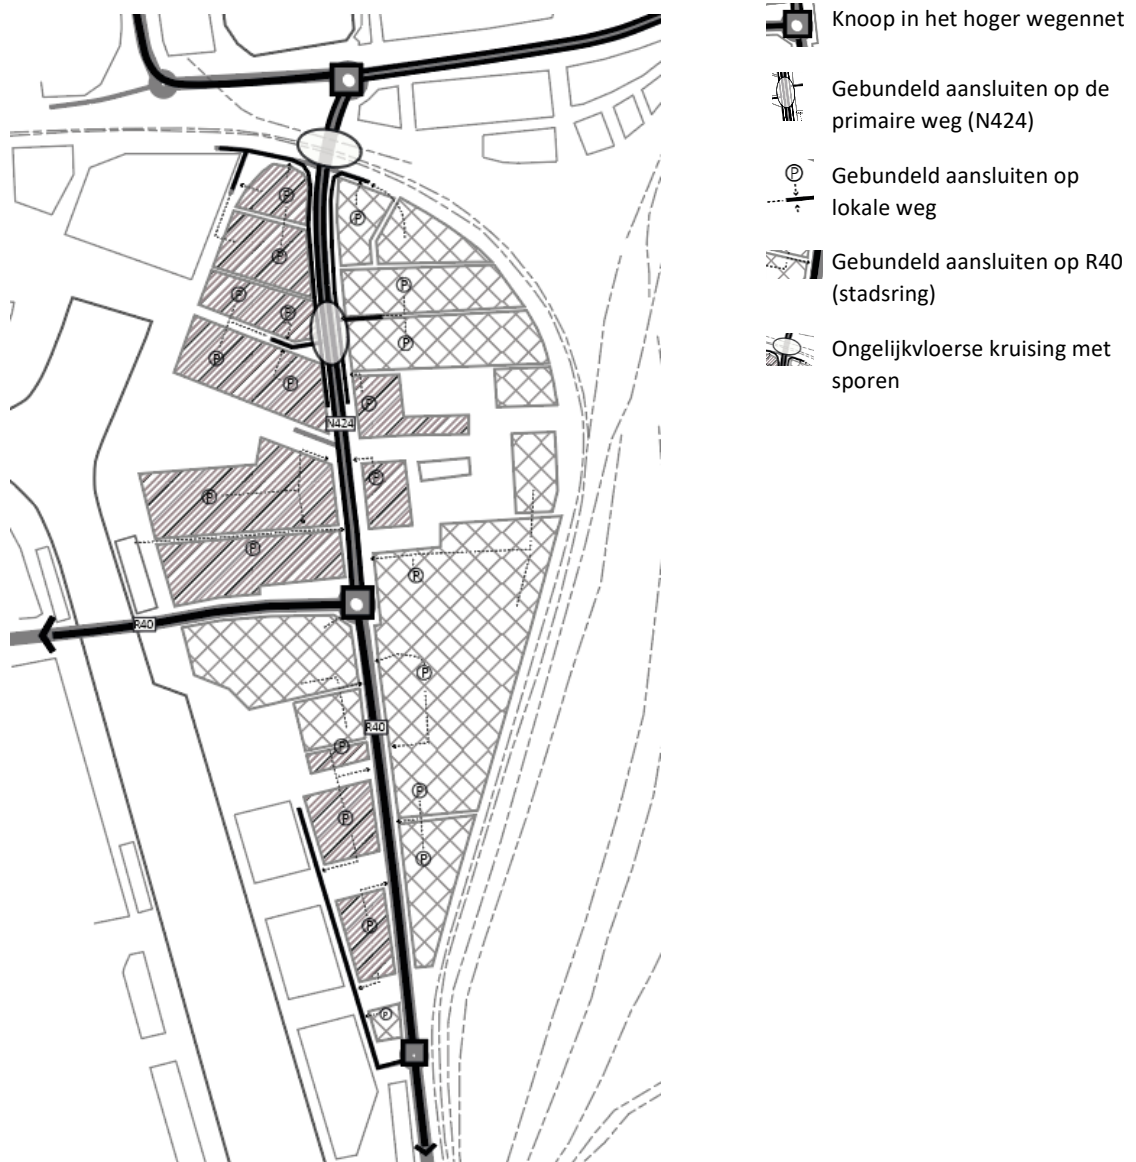 Knoop in het hoger wegennet
Gebundeld aansluiten op de
primaire weg (N424)
P
Gebundeld aansluiten op
lokale weg
Gebundeld aansluiten op R40
(stadsring)
Ongelijkvloerse kruising met
sporen
P
P
P
P
P
P
P
P
P
P
N424
P
P
P
P
R
R40
P
R40
P
P
P
P
P
P